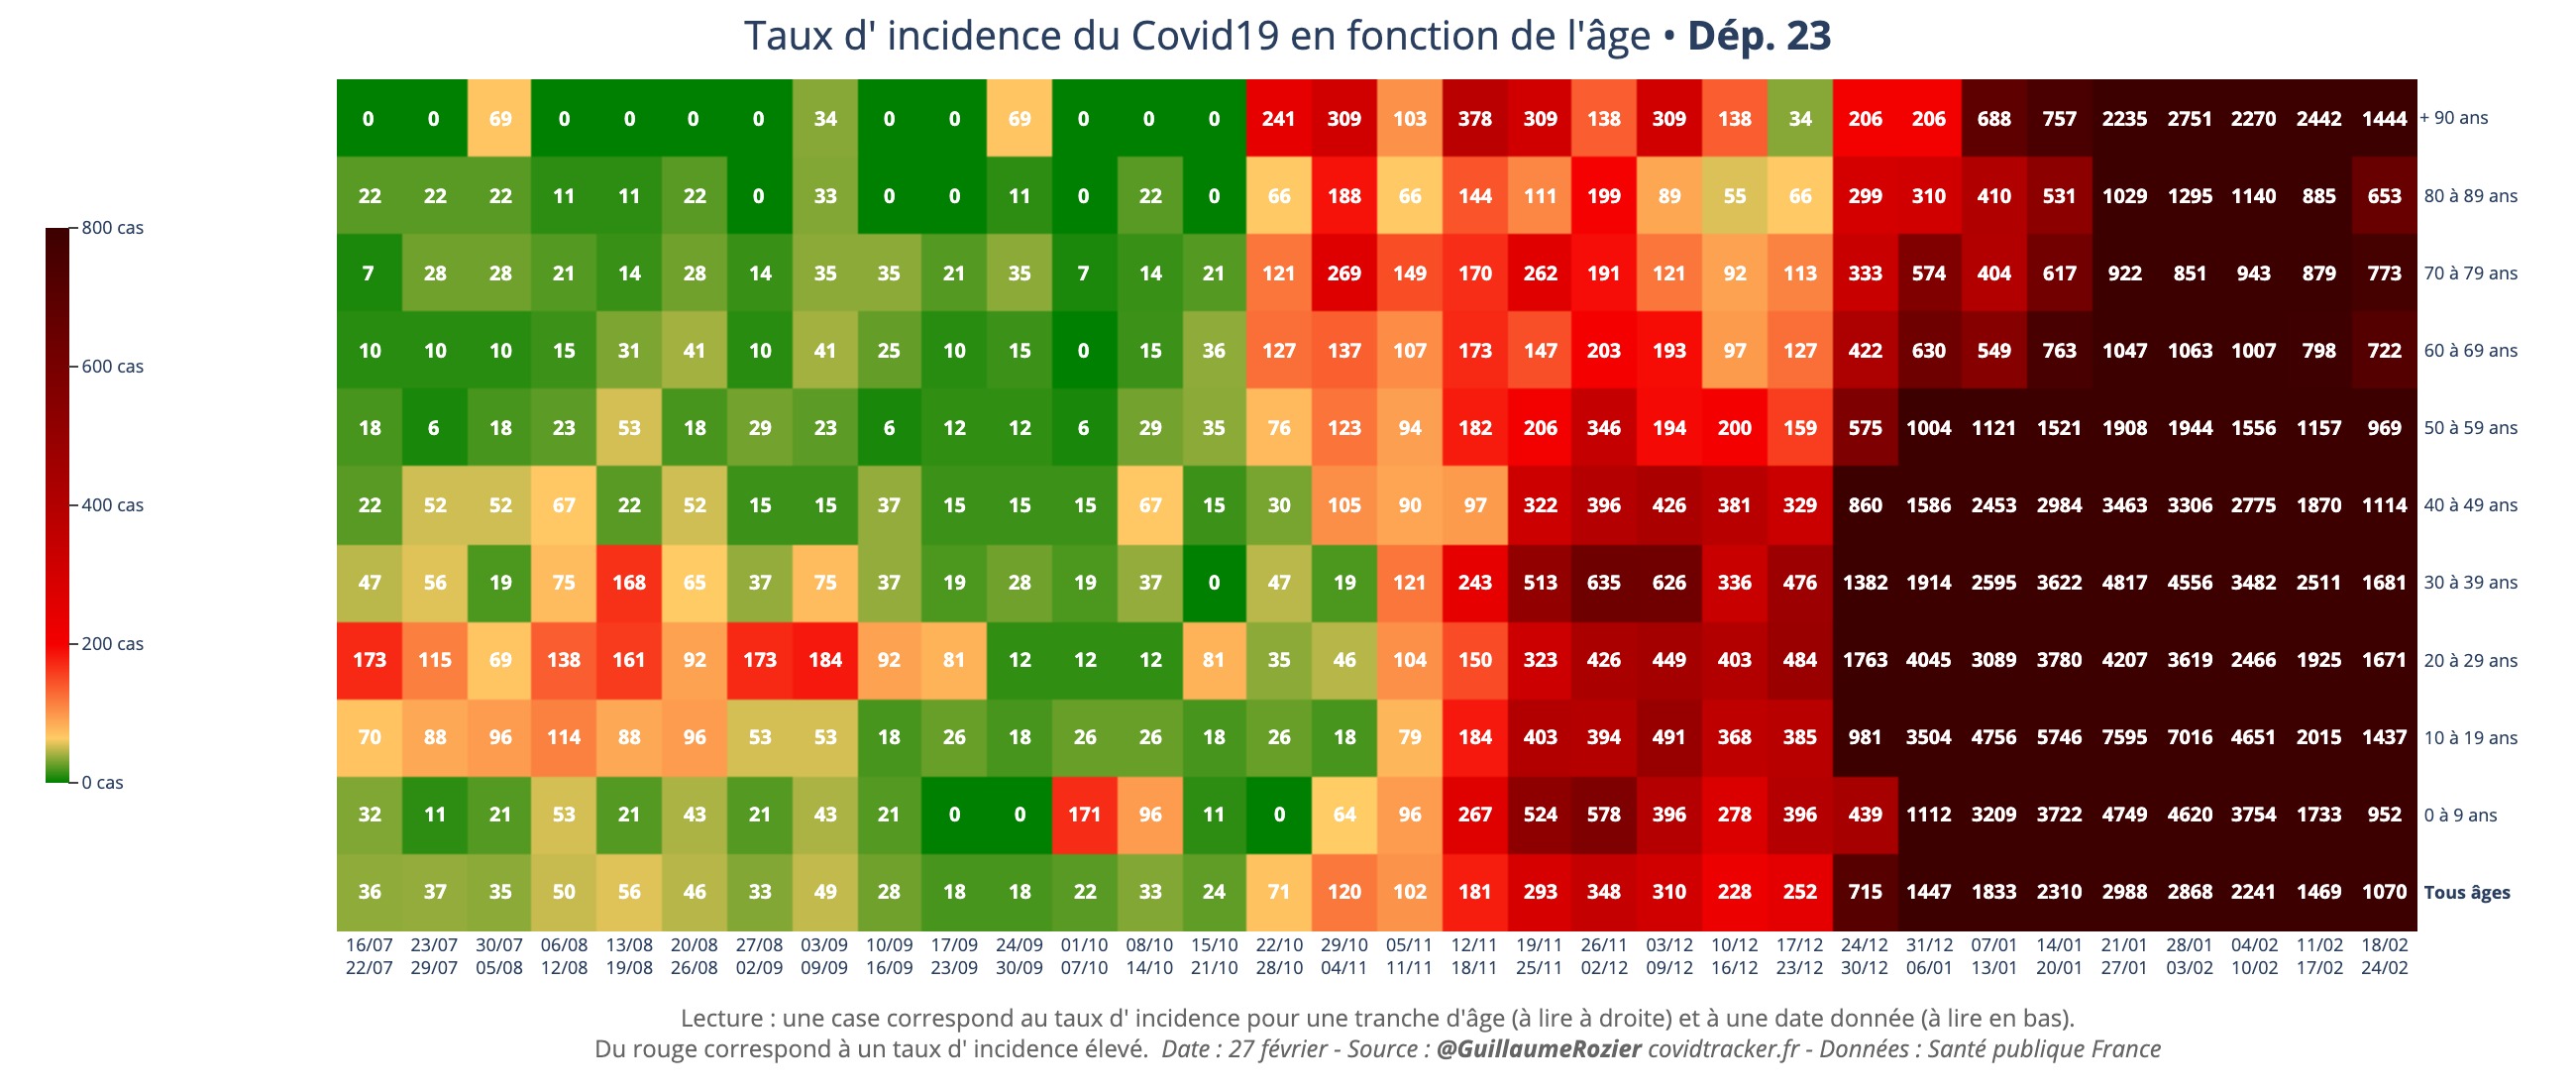 Taux d' incidence du Covid19 en fonction de l'âge • Dép. 23
0 0 69 0 0 0 0 34 0 0 69 0 0 0 241 309 103 378 309 138 309 138 34 206 206 688 757 2235 2751 2270 2442 1444 + 90 ans
22 22 22 11 11 22 0 33 0 0 11 0 22 0 66 188 66 144 111 199 89 55 66 299 310 410 531 1029 1295 1140 885 653 80 à 89 ans
800 cas
7 28 28 21 14 28 14 35 35 21 35 7 14 21 121 269 149 170 262 191 121 92 113 333 574 404 617 922 851 943 879 773 70 à 79 ans
10 10 10 15 31 41 10 41 25 10 15 0 15 36 127 137 107 173 147 203 193 97 127 422 630 549 763 1047 1063 1007 798 722 60 à 69 ans
600 cas
18 6 18 23 53 18 29 23 6 12 12 6 29 35 76 123 94 182 206 346 194 200 159 575 1004 1121 1521 1908 1944 1556 1157 969 50 à 59 ans
400 cas
22 52 52 67 22 52 15 15 37 15 15 15 67 15 30 105 90 97 322 396 426 381 329 860 1586 2453 2984 3463 3306 2775 1870 1114 40 à 49 ans
47 56 19 75 168 65 37 75 37 19 28 19 37 0 47 19 121 243 513 635 626 336 476 1382 1914 2595 3622 4817 4556 3482 2511 1681 30 à 39 ans
200 cas
173 115 69 138 161 92 173 184 92 81 12 12 12 81 35 46 104 150 323 426 449 403 484 1763 4045 3089 3780 4207 3619 2466 1925 1671 20 à 29 ans
70 88 96 114 88 96 53 53 18 26 18 26 26 18 26 18 79 184 403 394 491 368 385 981 3504 4756 5746 7595 7016 4651 2015 1437 10 à 19 ans
0 cas
32 11 21 53 21 43 21 43 21 0 0 171 96 11 0 64 96 267 524 578 396 278 396 439 1112 3209 3722 4749 4620 3754 1733 952 0 à 9 ans
36 37 35 50 56 46 33 49 28 18 18 22 33 24 71 120 102 181 293 348 310 228 252 715 1447 1833 2310 2988 2868 2241 1469 1070 Tous âges
16/07 23/07 30/07 06/08 13/08 20/08 27/08 03/09 10/09 17/09 24/09 01/10 08/10 15/10 22/10 29/10 05/11 12/11 19/11 26/11 03/12 10/12 17/12 24/12 31/12 07/01 14/01 21/01 28/01 04/02 11/02 18/02
22/07 29/07 05/08 12/08 19/08 26/08 02/09 09/09 16/09 23/09 30/09 07/10 14/10 21/10 28/10 04/11 11/11 18/11 25/11 02/12 09/12 16/12 23/12 30/12 06/01 13/01 20/01 27/01 03/02 10/02 17/02 24/02
Lecture : une case correspond au taux d' incidence pour une tranche d'âge (à lire à droite) et à une date donnée (à lire en bas).
Du rouge correspond à un taux d' incidence élevé. Date : 27 février - Source : @GuillaumeRozier covidtracker.fr - Données : Santé publique France